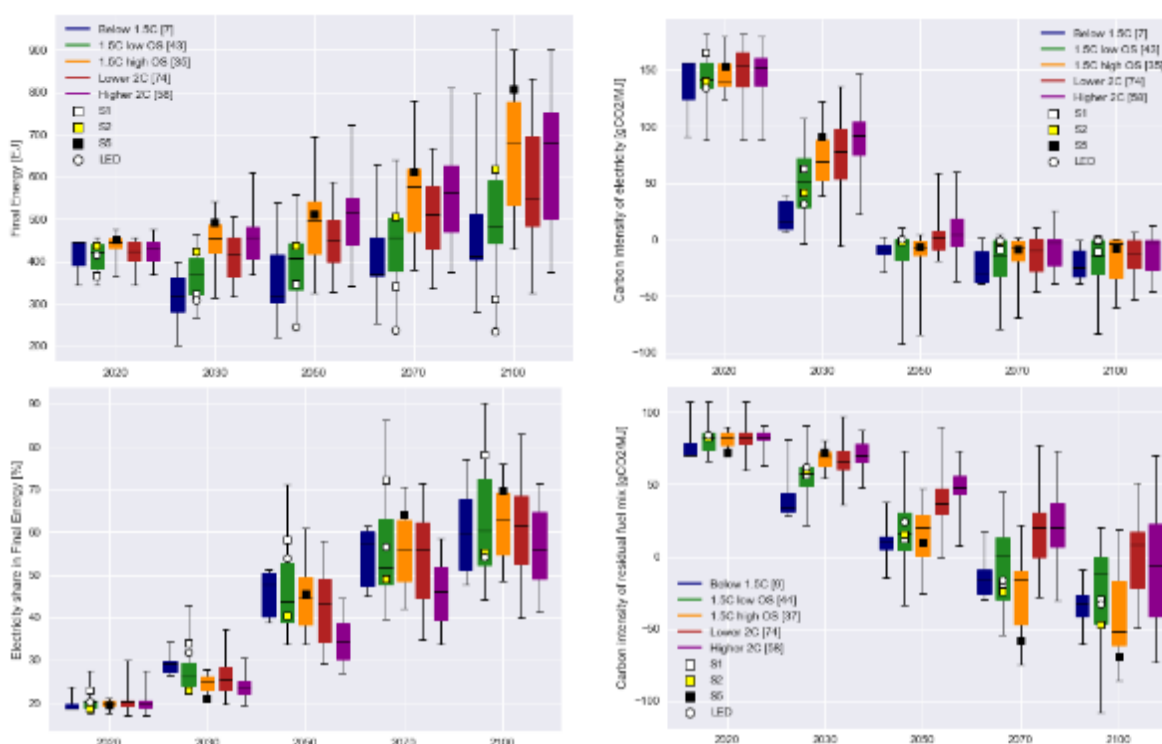 Below 1.5C [7]
1.5C low OS [43]
1.5C high OS [35]
Lower 2C [74]
Higher 2C [58]
S1
S2
S5
LED
Final Energy [EJ]
900
800
700
600
500
400
300
200
2020
2030
2050
2070
2100
Below 1.5C [7]
1.5C low OS [43]
1.5C high OS [35]
Lower 2C [74]
Higher 2C [58]
S1
S2
S5
LED
Carbon intensity of electricity [gCO2/MJ]
150
100
50
0
−50
−100
2020
2030
2050
2070
2100
Electricity share in Final Energy [%]
90
80
70
60
50
40
30
20
2020
2030
2050
2070
2100
Carbon intensity of residual fuel mix [gCO2/MJ]
100
50
0
−50
−100
Below 1.5C [9]
1.5C low OS [44]
1.5C high OS [37]
Lower 2C [74]
Higher 2C [58]
S1
S2
S5
LED
2020
2030
2050
2070
2100